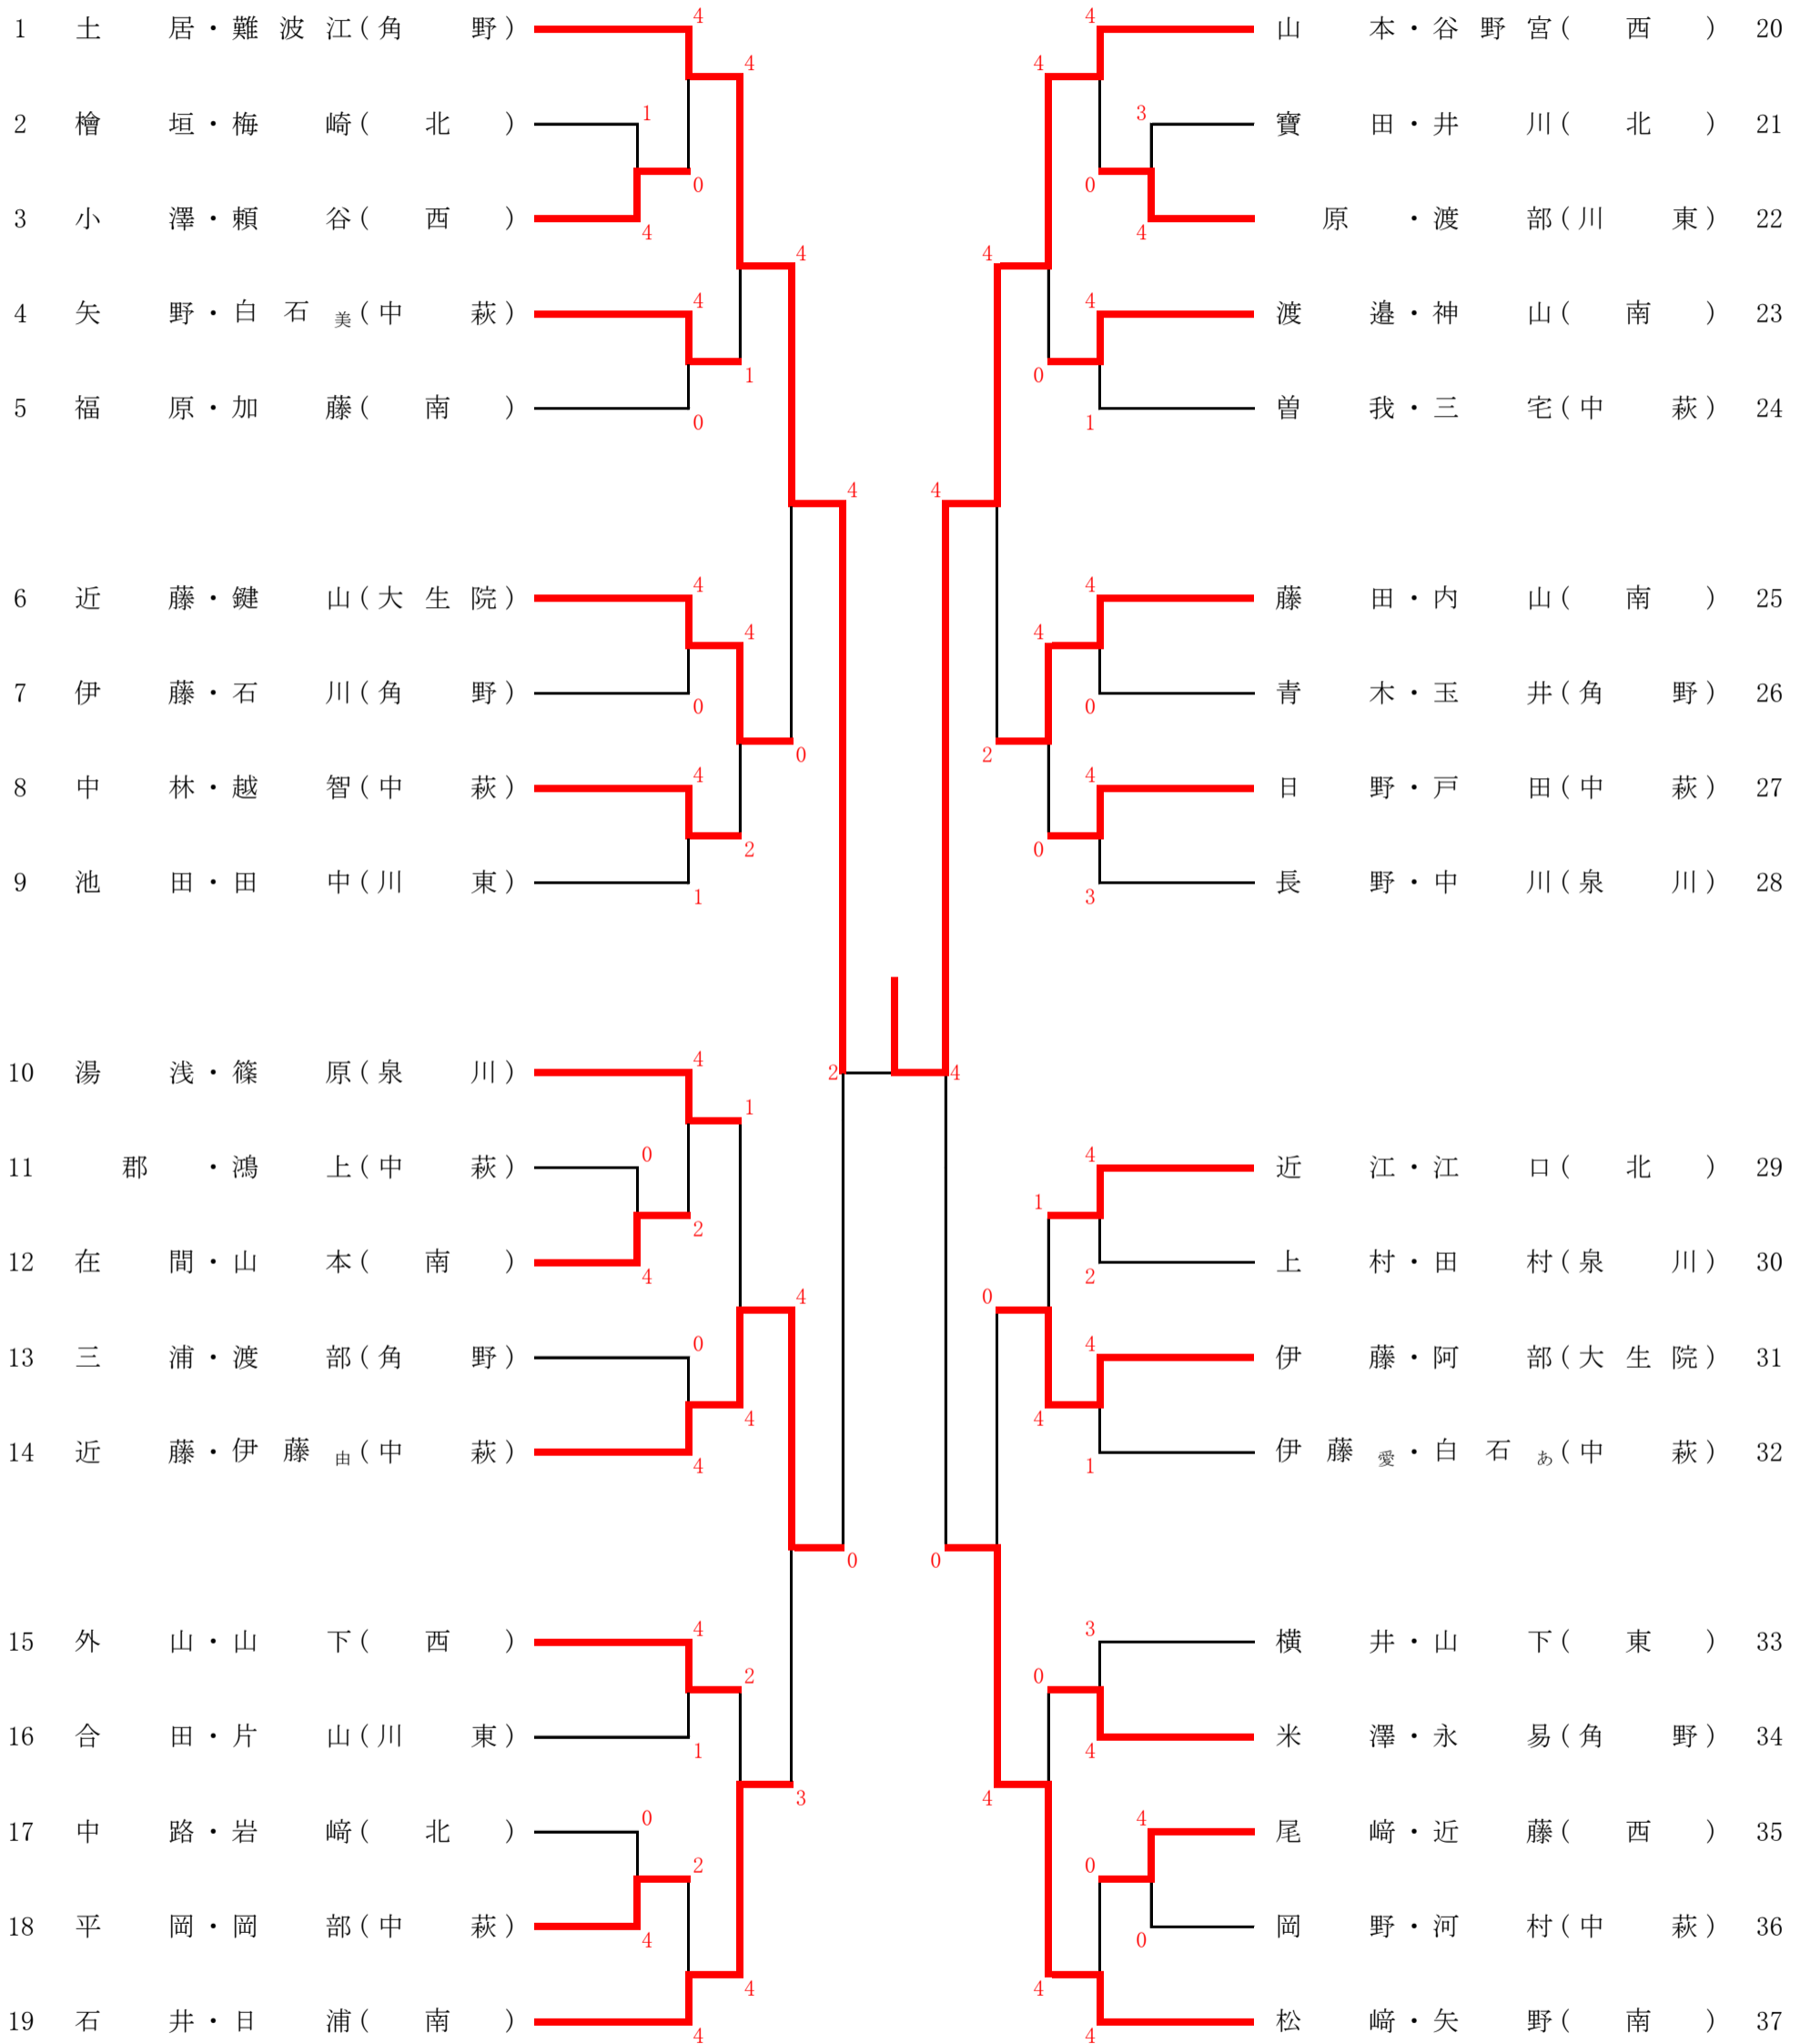 1 土居・難波江(角野)
2 檜垣・梅崎(北)
3 小澤・頼谷(西)
4 矢野・白石美(中萩)
5 福原・加藤(南)
6 近藤・鍵山(大生院)
7 伊藤・石川(角野)
8 中林・越智(中萩)
9 池田・田中(川東)
10 湯浅・篠原(泉川)
11 郡・鴻上(中萩)
12 在間・山本(南)
13 三浦・渡部(角野)
14 近藤・伊藤由(中萩)
15 外山・山下(西)
16 合田・片山(川東)
17 中路・岩﨑(北)
18 平岡・岡部(中萩)
19 石井・日浦(南)
4
4
1
0
4
4
4
1
0
4
4
4
0
0
4
2
1
4
1
0
2
4
4
0
4
4
0
4
2
1
3
0
2
4
4
4
2
4
4
4
3
0
4
4
4
0
1
4
4
4
0
2
4
0
3
4
1
2
0
4
4
1
0
3
0
4
4
4
0
0
4
4
山本・谷野宮(西) 20
寶田・井川(北) 21
原・渡部(川東) 22
渡邉・神山(南) 23
曽我・三宅(中萩) 24
藤田・内山(南) 25
青木・玉井(角野) 26
日野・戸田(中萩) 27
長野・中川(泉川) 28
近江・江口(北) 29
上村・田村(泉川) 30
伊藤・阿部(大生院) 31
伊藤愛・白石あ(中萩) 32
横井・山下(東) 33
米澤・永易(角野) 34
尾﨑・近藤(西) 35
岡野・河村(中萩) 36
松﨑・矢野(南) 37